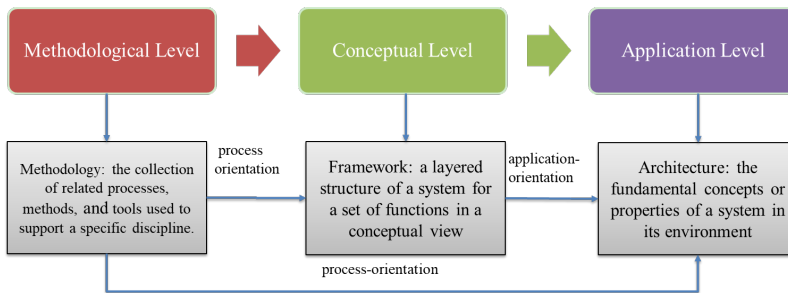 Methodological Level
Conceptual Level
Application Level
Methodology: the collection
of related processes,
methods, and tools used to
support a specific discipline.
process
orientation
Framework: a layered
structure of a system for
a set of functions in a
conceptual view
application-
orientation
Architecture: the
fundamental concepts or
properties of a system in
its environment
process-orientation